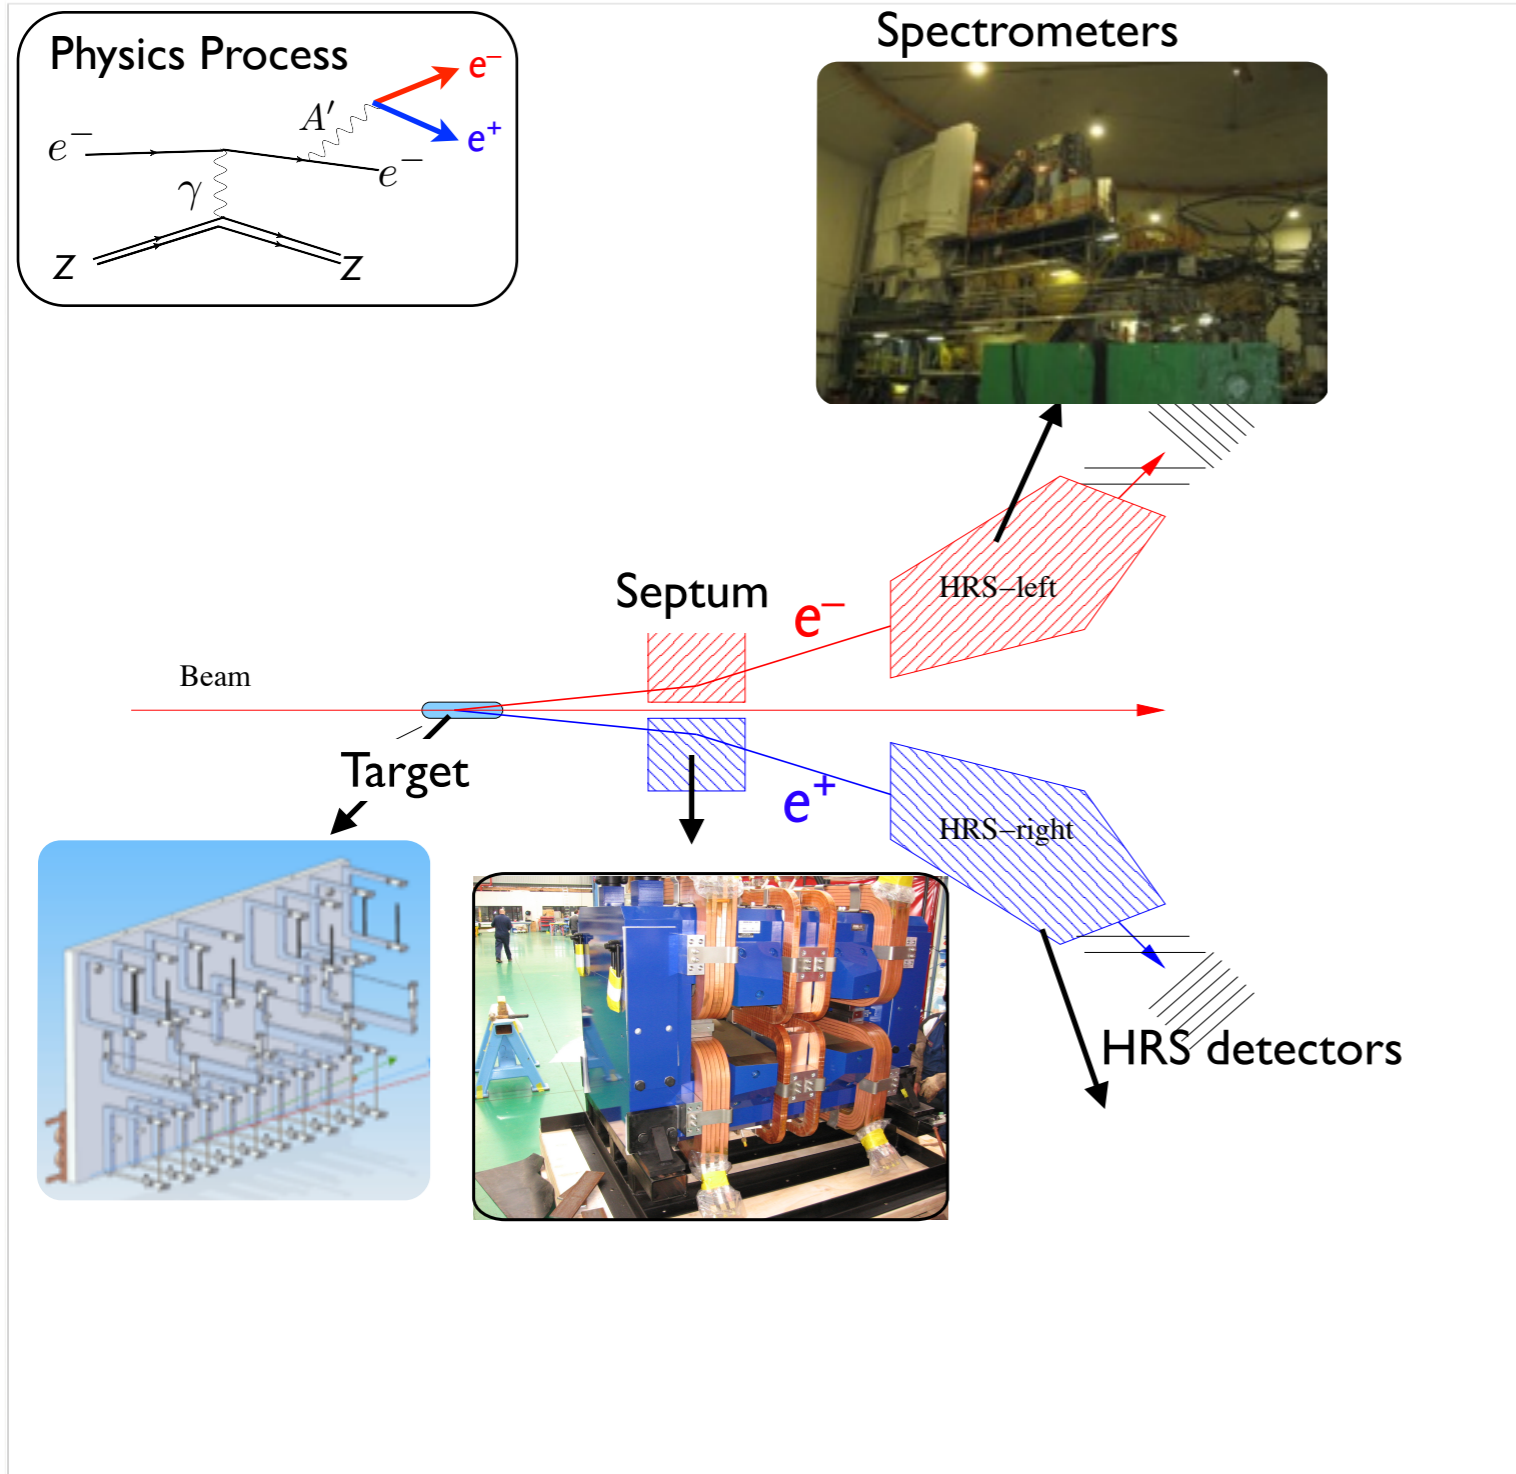 Physics Process
e−
A′
e+
e−
e−
γ
Z
Z
Spectrometers
HRS–left
Septum
e−
Beam
Target
e+
HRS–right
HRS detectors